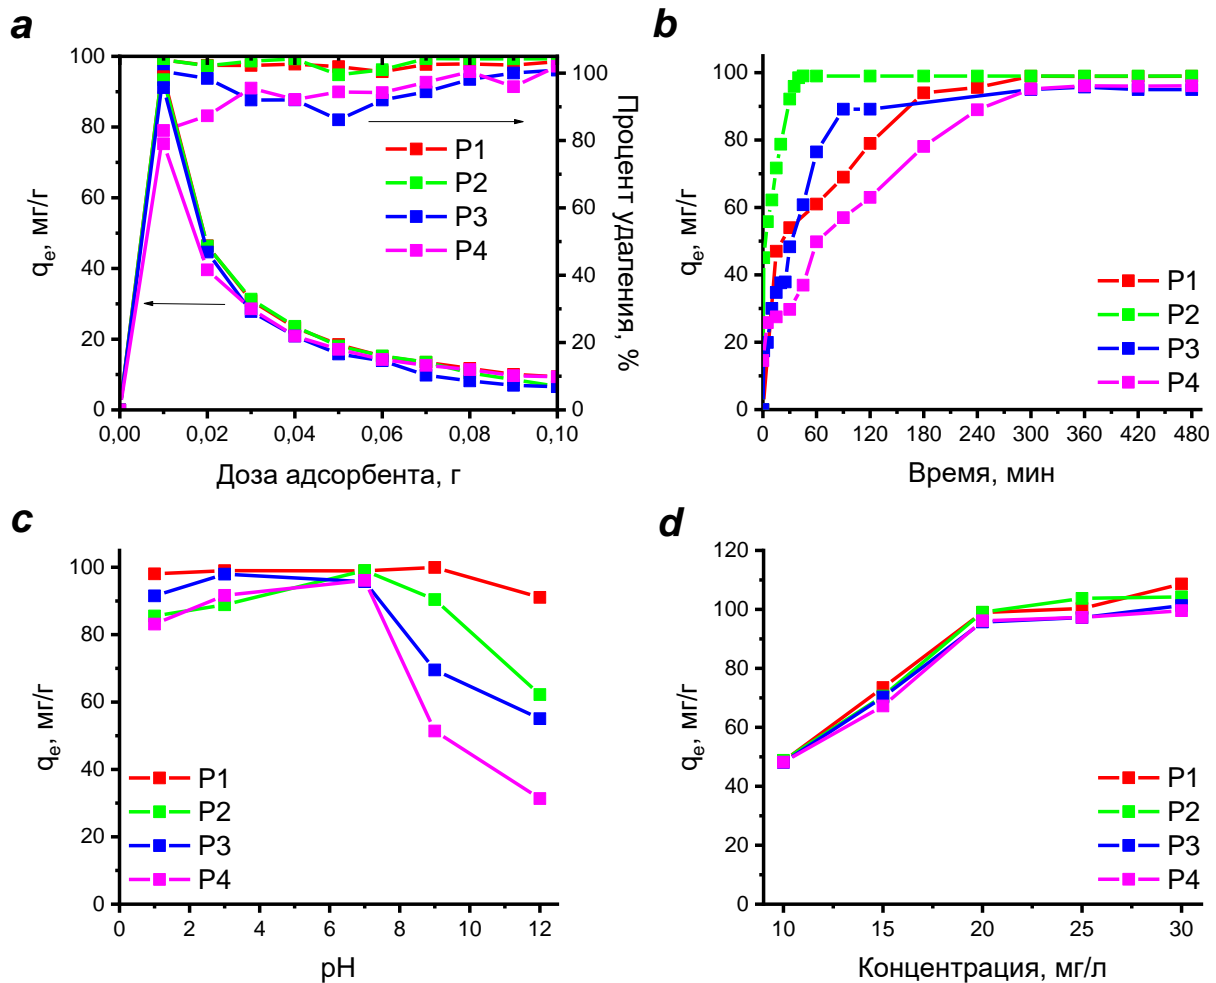 a
100
80
60
40
20
0
qe, мг/г
0,00
0,02
0,04
0,06
0,08
0,10
Доза адсорбента, г
100
80
60
40
20
0
Процент удаления, %
P1
P2
P3
P4
b
100
80
60
40
20
0
qe, мг/г
0
60
120
180
240
300
360
420
480
Время, мин
P1
P2
P3
P4
c
100
80
60
40
20
0
qe, мг/г
0
2
4
6
8
10
12
pH
P1
P2
P3
P4
d
120
100
80
60
40
20
0
qe, мг/г
10
15
20
25
30
Концентрация, мг/л
P1
P2
P3
P4